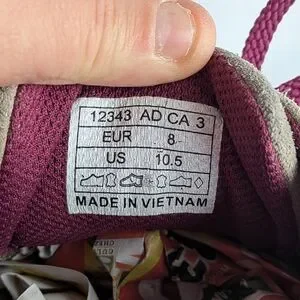 12343 AD CA 3
EUR 8
US 10.5
MADE IN VIETNAM